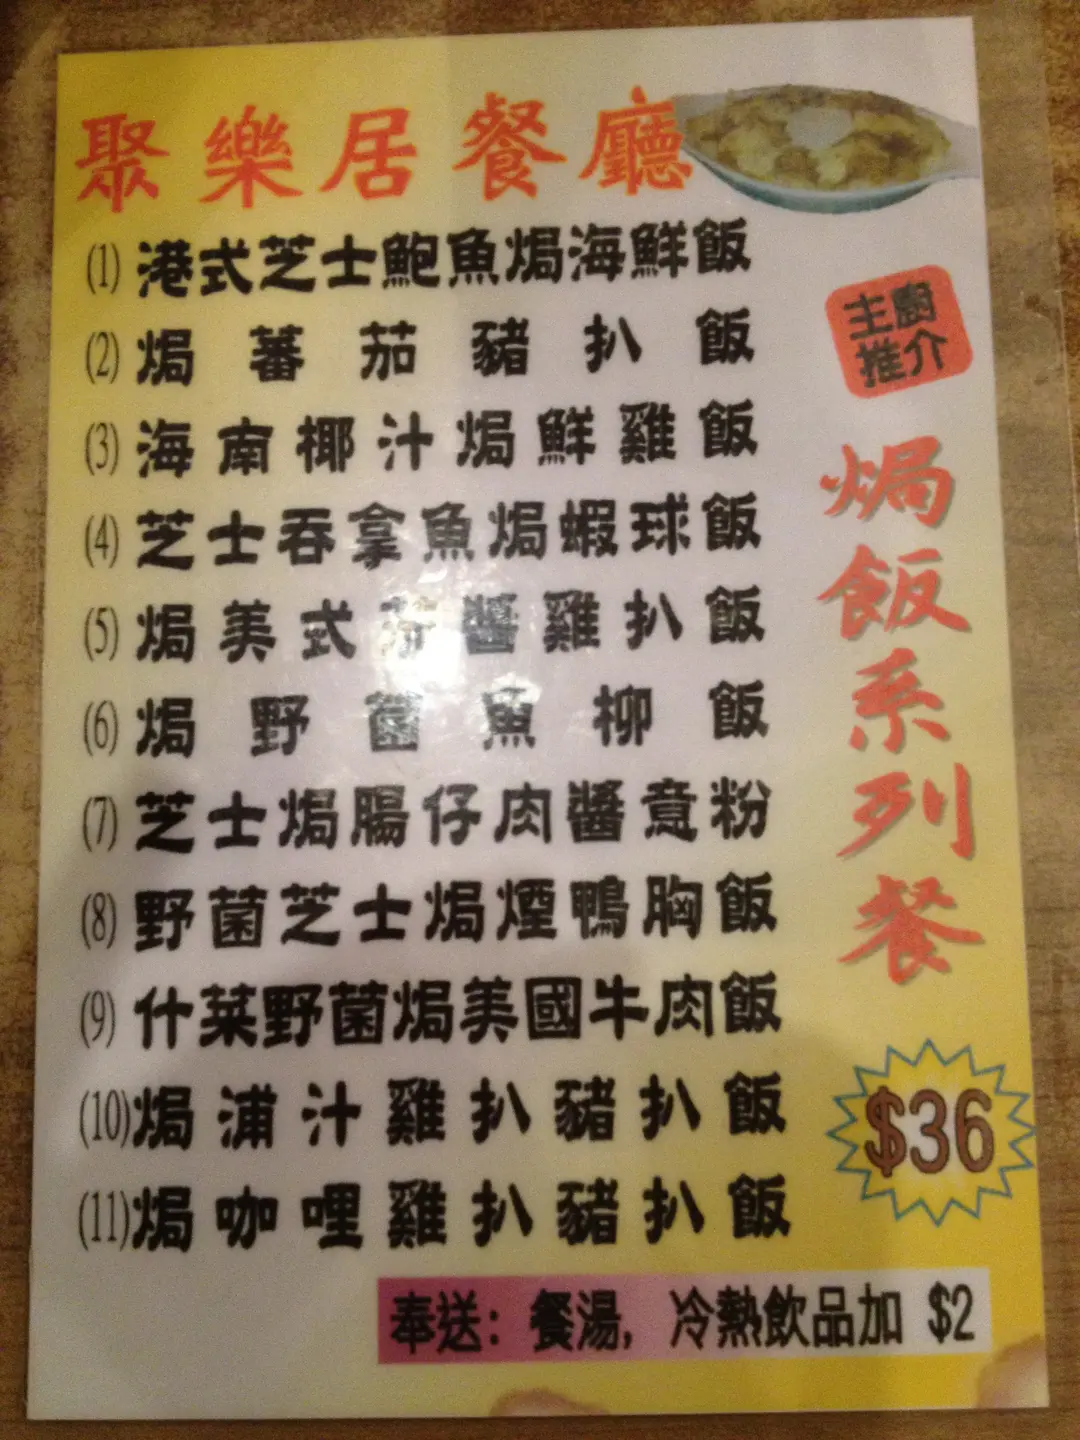 聚樂居餐廳
(1) 港式芝士鮑魚焗海鮮飯
(2) 焗蕃茄豬扒飯
(3) 海南椰汁焗鮮雞飯
(4) 芝士吞拿魚焗蝦球飯
(5) 焗美式茄醬雞扒飯
(6) 焗野菌魚柳飯
(7) 芝士焗腸仔肉醬意粉
(8) 野菌芝士焗煙鴨胸飯
(9) 什菜野菌焗美國牛肉飯
(10) 焗浦汁雞扒豬扒飯
(11) 焗咖哩雞扒豬扒飯
主廚
推介
焗飯系列餐
$36
奉送：餐湯，冷熱飲品加 $2